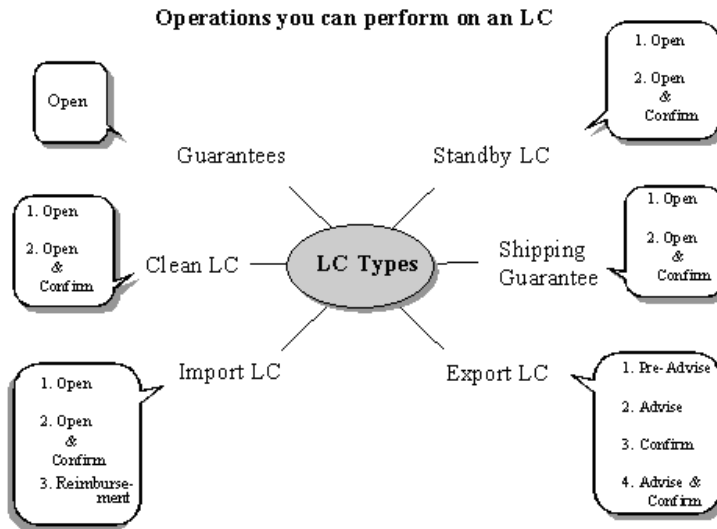 Operations you can perform on an LC
Open
Guarantees
1. Open
2. Open
&
Confirm
Standby LC
1. Open
2. Open
&
Confirm
Clean LC
LC Types
Shipping
Guarantee
1. Open
2. Open
&
Confirm
1. Open
2. Open
&
Confirm
3. Reimburse-
ment
Import LC
Export LC
1. Pre-Advise
2. Advise
3. Confirm
4. Advise &
Confirm